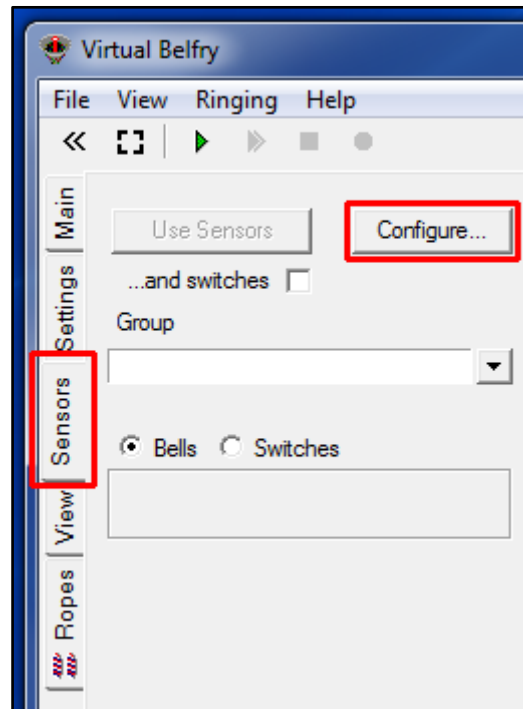 Virtual Belfry
File View Ringing Help
Main
Settings
Sensors
View
Ropes
Use Sensors Configure...
...and switches
Group
Bells Switches